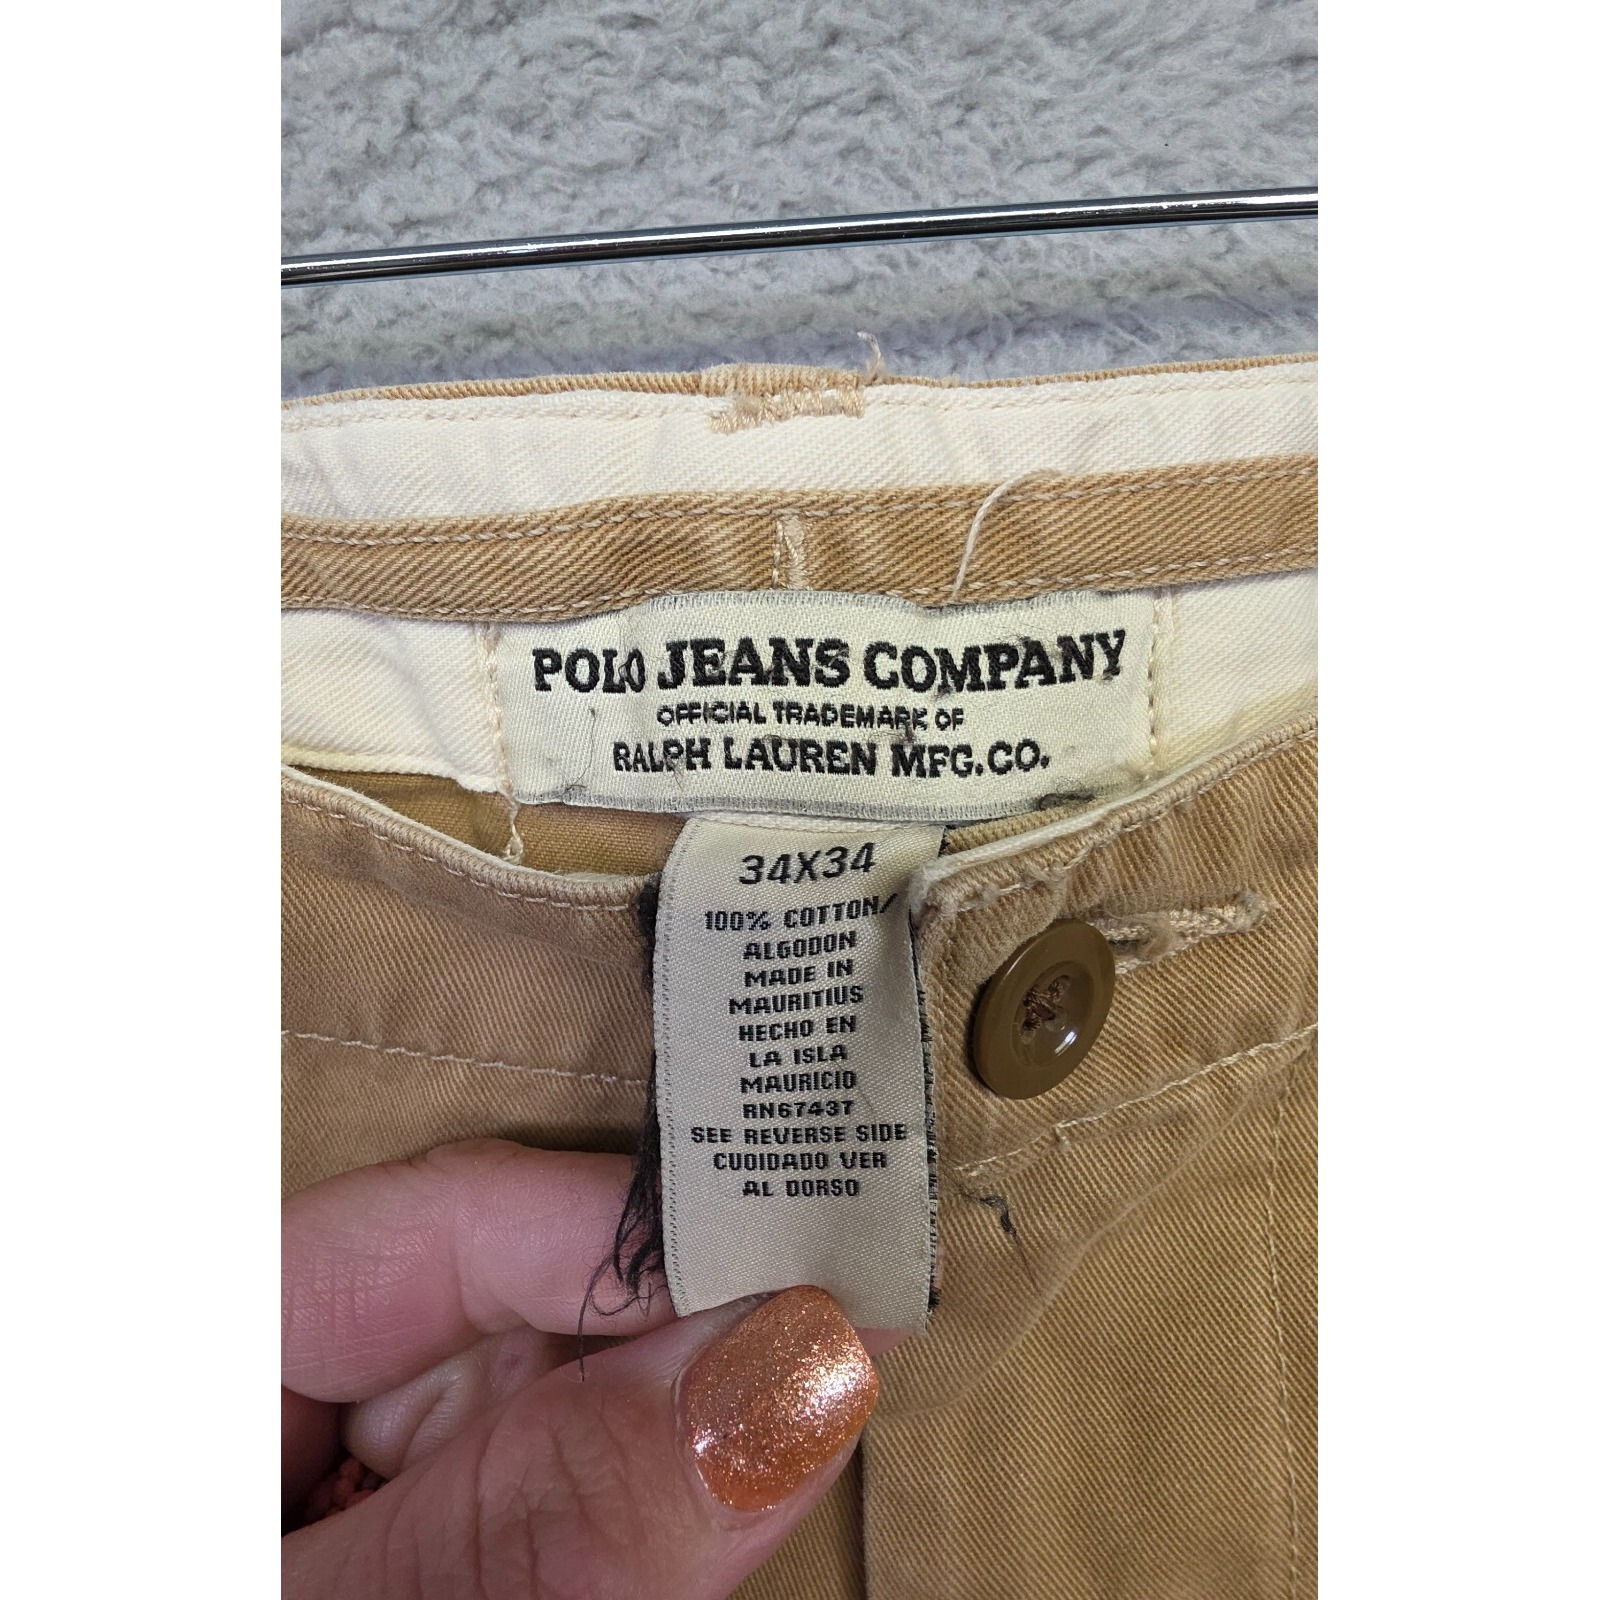 POLO JEANS COMPANY
OFFICIAL TRADEMARK OF
RALPH LAUREN MFG.CO.
34X34
100% COTTON/
ALGODON
MADE IN
MAURITIUS
HECHO EN
LA ISLA
MAURICIO
RN67437
SEE REVERSE SIDE
CUOIDADO VER
AL DORSO